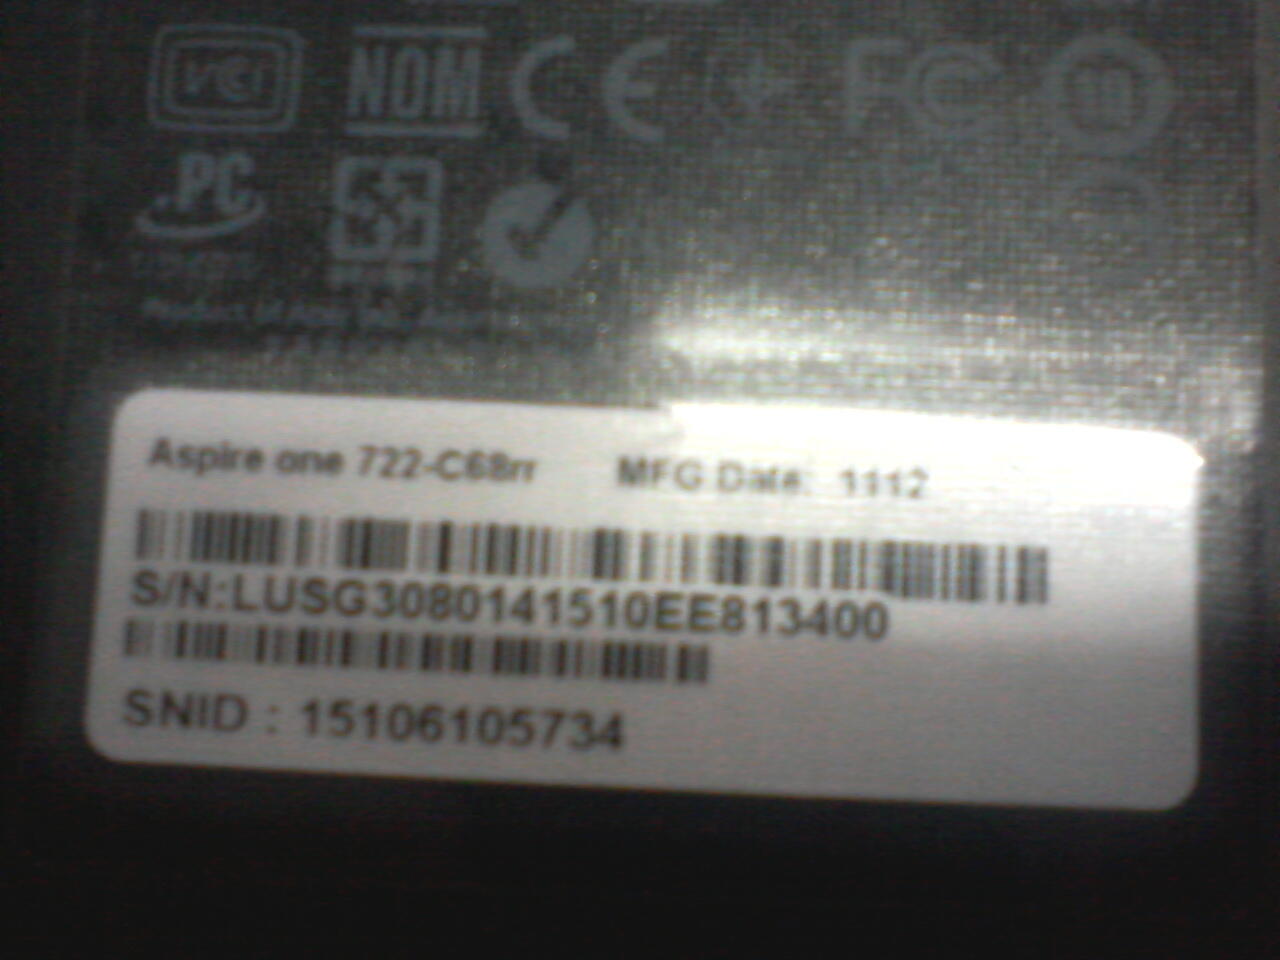 VCI NOM CE FC
.PC
Aspire one 722-C68rr MFG Date: 1112
S/N:LUSG3080141510EE813400
SNID : 15106105734